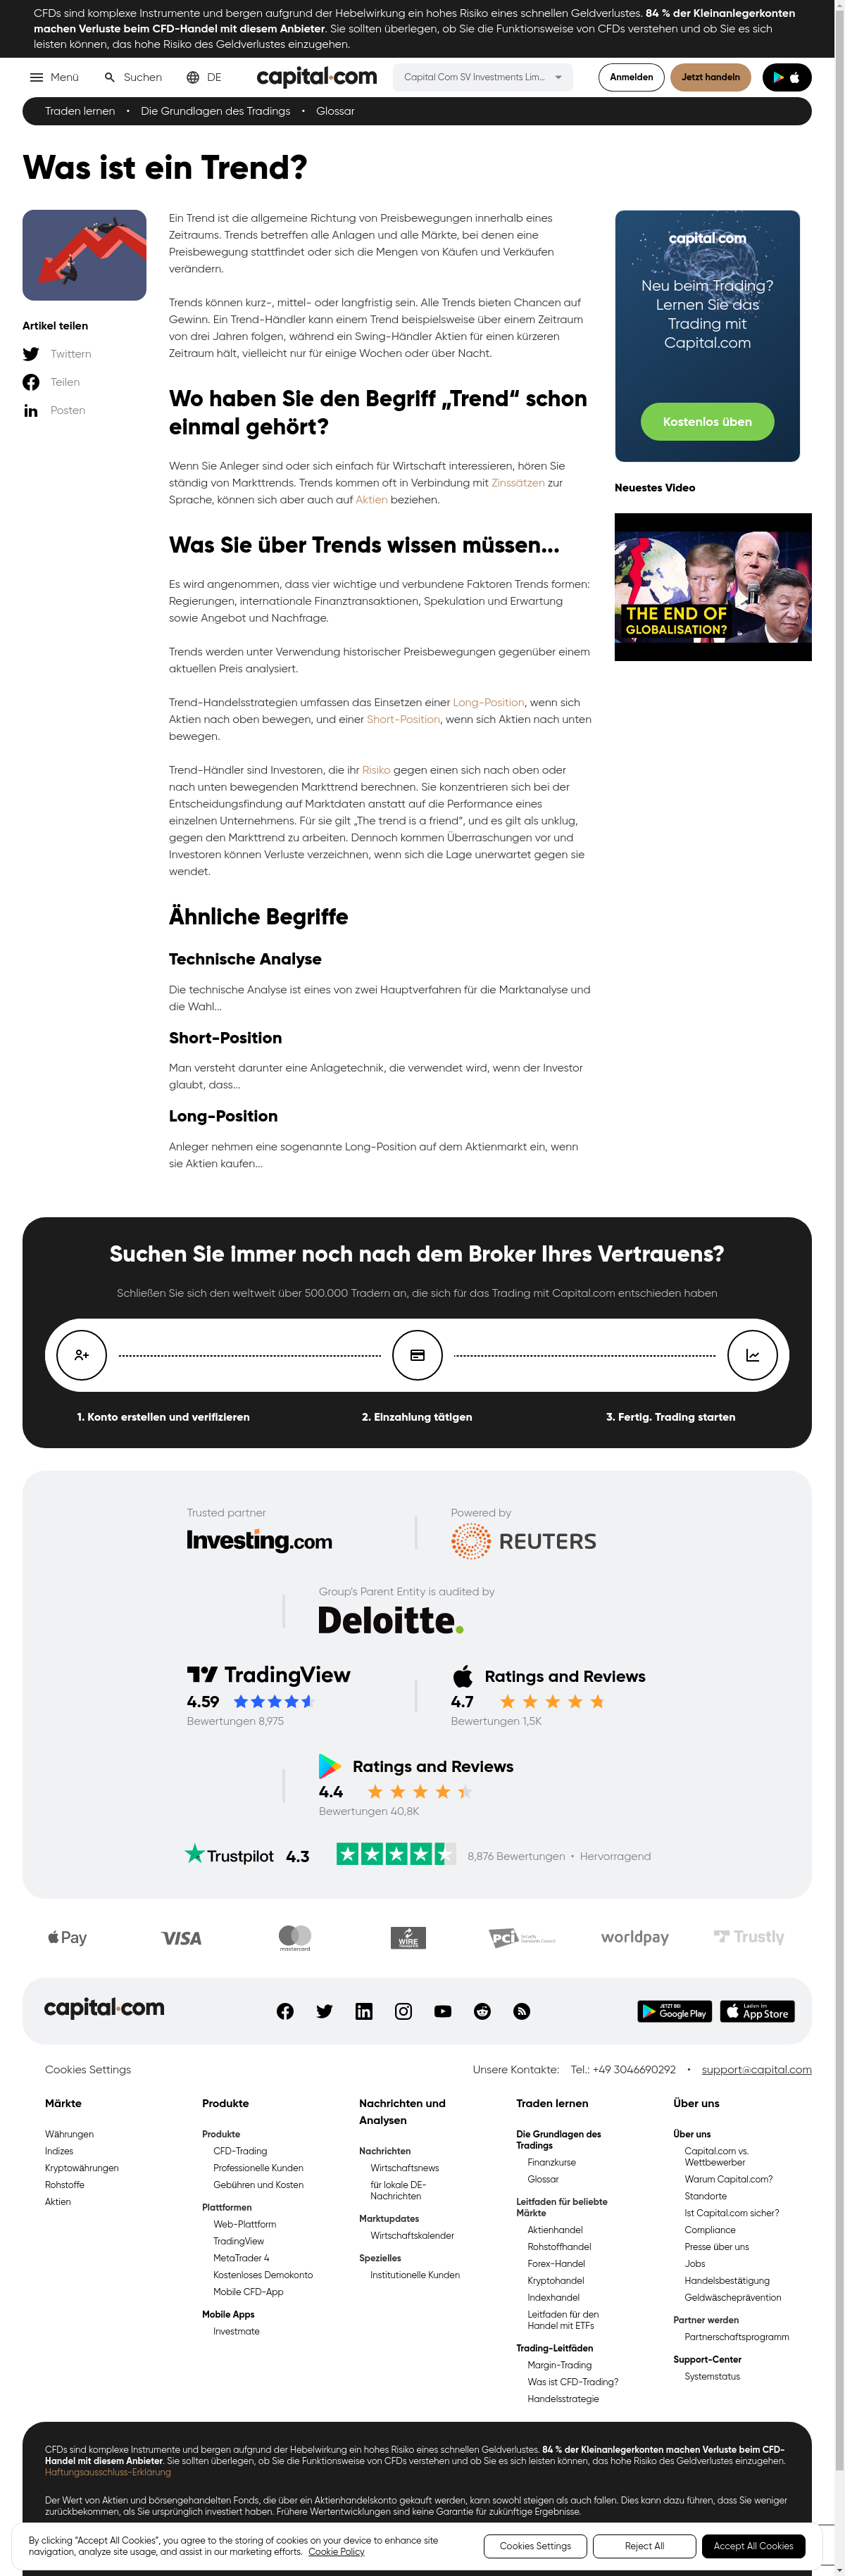 CFDs sind komplexe Instrumente und bergen aufgrund der Hebelwirkung ein hohes Risiko eines schnellen Geldverlustes. 84 % der Kleinanlegerkonten
machen Verluste beim CFD-Handel mit diesem Anbieter. Sie sollten überlegen, ob Sie die Funktionsweise von CFDs verstehen und ob Sie es sich
leisten können, das hohe Risiko des Geldverlustes einzugehen.
Menü
Suchen
DE
capital.com
Capital Com SV Investments Lim...
Anmelden
Jetzt handeln
Traden lernen • Die Grundlagen des Tradings • Glossar
Was ist ein Trend?
Artikel teilen
Twittern
Teilen
Posten
Ein Trend ist die allgemeine Richtung von Preisbewegungen innerhalb eines
Zeitraums. Trends betreffen alle Anlagen und alle Märkte, bei denen eine
Preisbewegung stattfindet oder sich die Mengen von Käufen und Verkäufen
verändern.
Trends können kurz-, mittel- oder langfristig sein. Alle Trends bieten Chancen auf
Gewinn. Ein Trend-Händler kann einem Trend beispielsweise über einem Zeitraum
von drei Jahren folgen, während ein Swing-Händler Aktien für einen kürzeren
Zeitraum hält, vielleicht nur für einige Wochen oder über Nacht.
Wo haben Sie den Begriff „Trend“ schon
einmal gehört?
Wenn Sie Anleger sind oder sich einfach für Wirtschaft interessieren, hören Sie
ständig von Markttrends. Trends kommen oft in Verbindung mit Zinssätzen zur
Sprache, können sich aber auch auf Aktien beziehen.
Was Sie über Trends wissen müssen...
Es wird angenommen, dass vier wichtige und verbundene Faktoren Trends formen:
Regierungen, internationale Finanztransaktionen, Spekulation und Erwartung
sowie Angebot und Nachfrage.
Trends werden unter Verwendung historischer Preisbewegungen gegenüber einem
aktuellen Preis analysiert.
Trend-Handelsstrategien umfassen das Einsetzen einer Long-Position, wenn sich
Aktien nach oben bewegen, und einer Short-Position, wenn sich Aktien nach unten
bewegen.
Trend-Händler sind Investoren, die ihr Risiko gegen einen sich nach oben oder
nach unten bewegenden Markttrend berechnen. Sie konzentrieren sich bei der
Entscheidungsfindung auf Marktdaten anstatt auf die Performance eines
einzelnen Unternehmens. Für sie gilt „The trend is a friend“, und es gilt als unklug,
gegen den Markttrend zu arbeiten. Dennoch kommen Überraschungen vor und
Investoren können Verluste verzeichnen, wenn sich die Lage unerwartet gegen sie
wendet.
Ähnliche Begriffe
Technische Analyse
Die technische Analyse ist eines von zwei Hauptverfahren für die Marktanalyse und
die Wahl...
Short-Position
Man versteht darunter eine Anlagetechnik, die verwendet wird, wenn der Investor
glaubt, dass...
Long-Position
Anleger nehmen eine sogenannte Long-Position auf dem Aktienmarkt ein, wenn
sie Aktien kaufen...
capital.com
Neu beim Trading?
Lernen Sie das
Trading mit
Capital.com
Kostenlos üben
Neuestes Video
THE END OF
GLOBALISATION?
Suchen Sie immer noch nach dem Broker Ihres Vertrauens?
Schließen Sie sich den weltweit über 500.000 Tradern an, die sich für das Trading mit Capital.com entschieden haben
1. Konto erstellen und verifizieren
2. Einzahlung tätigen
3. Fertig. Trading starten
Trusted partner
Investing.com
Powered by
REUTERS
Group's Parent Entity is audited by
Deloitte.
TradingView
4.59
Bewertungen 8,975
Ratings and Reviews
4.7
Bewertungen 1,5K
Ratings and Reviews
4.4
Bewertungen 40,8K
Trustpilot 4.3
8,876 Bewertungen • Hervorragend
Pay
VISA
mastercard
WIRE
TRANSFER
PCI Security
Standards Council
worldpay
Trustly
capital.com
JETZT BEI
Google Play
Laden im
App Store
Cookies Settings
Unsere Kontakte: Tel.: +49 3046690292 • support@capital.com
Märkte
Währungen
Indizes
Kryptowährungen
Rohstoffe
Aktien
Produkte
Produkte
CFD-Trading
Professionelle Kunden
Gebühren und Kosten
Plattformen
Web-Plattform
TradingView
MetaTrader 4
Kostenloses Demokonto
Mobile CFD-App
Mobile Apps
Investmate
Nachrichten und
Analysen
Nachrichten
Wirtschaftsnews
für lokale DE-
Nachrichten
Marktupdates
Wirtschaftskalender
Spezielles
Institutionelle Kunden
Traden lernen
Die Grundlagen des
Tradings
Finanzkurse
Glossar
Leitfaden für beliebte
Märkte
Aktienhandel
Rohstoffhandel
Forex-Handel
Kryptohandel
Indexhandel
Leitfaden für den
Handel mit ETFs
Trading-Leitfäden
Margin-Trading
Was ist CFD-Trading?
Handelsstrategie
Über uns
Über uns
Capital.com vs.
Wettbewerber
Warum Capital.com?
Standorte
Ist Capital.com sicher?
Compliance
Presse über uns
Jobs
Handelsbestätigung
Geldwäscheprävention
Partner werden
Partnerschaftsprogramm
Support-Center
Systemstatus
CFDs sind komplexe Instrumente und bergen aufgrund der Hebelwirkung ein hohes Risiko eines schnellen Geldverlustes. 84 % der Kleinanlegerkonten machen Verluste beim CFD-
Handel mit diesem Anbieter. Sie sollten überlegen, ob Sie die Funktionsweise von CFDs verstehen und ob Sie es sich leisten können, das hohe Risiko des Geldverlustes einzugehen.
Haftungsausschluss-Erklärung
Der Wert von Aktien und börsengehandelten Fonds, die über ein Aktienhandelskonto gekauft werden, kann sowohl steigen als auch fallen. Dies kann dazu führen, dass Sie weniger
zurückbekommen, als Sie ursprünglich investiert haben. Frühere Wertentwicklungen sind keine Garantie für zukünftige Ergebnisse.
By clicking “Accept All Cookies”, you agree to the storing of cookies on your device to enhance site
navigation, analyze site usage, and assist in our marketing efforts. Cookie Policy
Cookies Settings
Reject All
Accept All Cookies